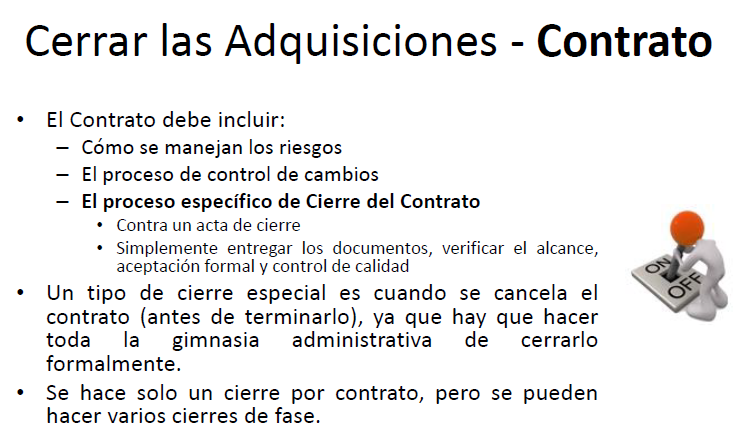 Cerrar las Adquisiciones - Contrato
• El Contrato debe incluir:
– Cómo se manejan los riesgos
– El proceso de control de cambios
– El proceso específico de Cierre del Contrato
• Contra un acta de cierre
• Simplemente entregar los documentos, verificar el alcance,
aceptación formal y control de calidad
• Un tipo de cierre especial es cuando se cancela el
contrato (antes de terminarlo), ya que hay que hacer
toda la gimnasia administrativa de cerrarlo
formalmente.
• Se hace solo un cierre por contrato, pero se pueden
hacer varios cierres de fase.
ON
OFF